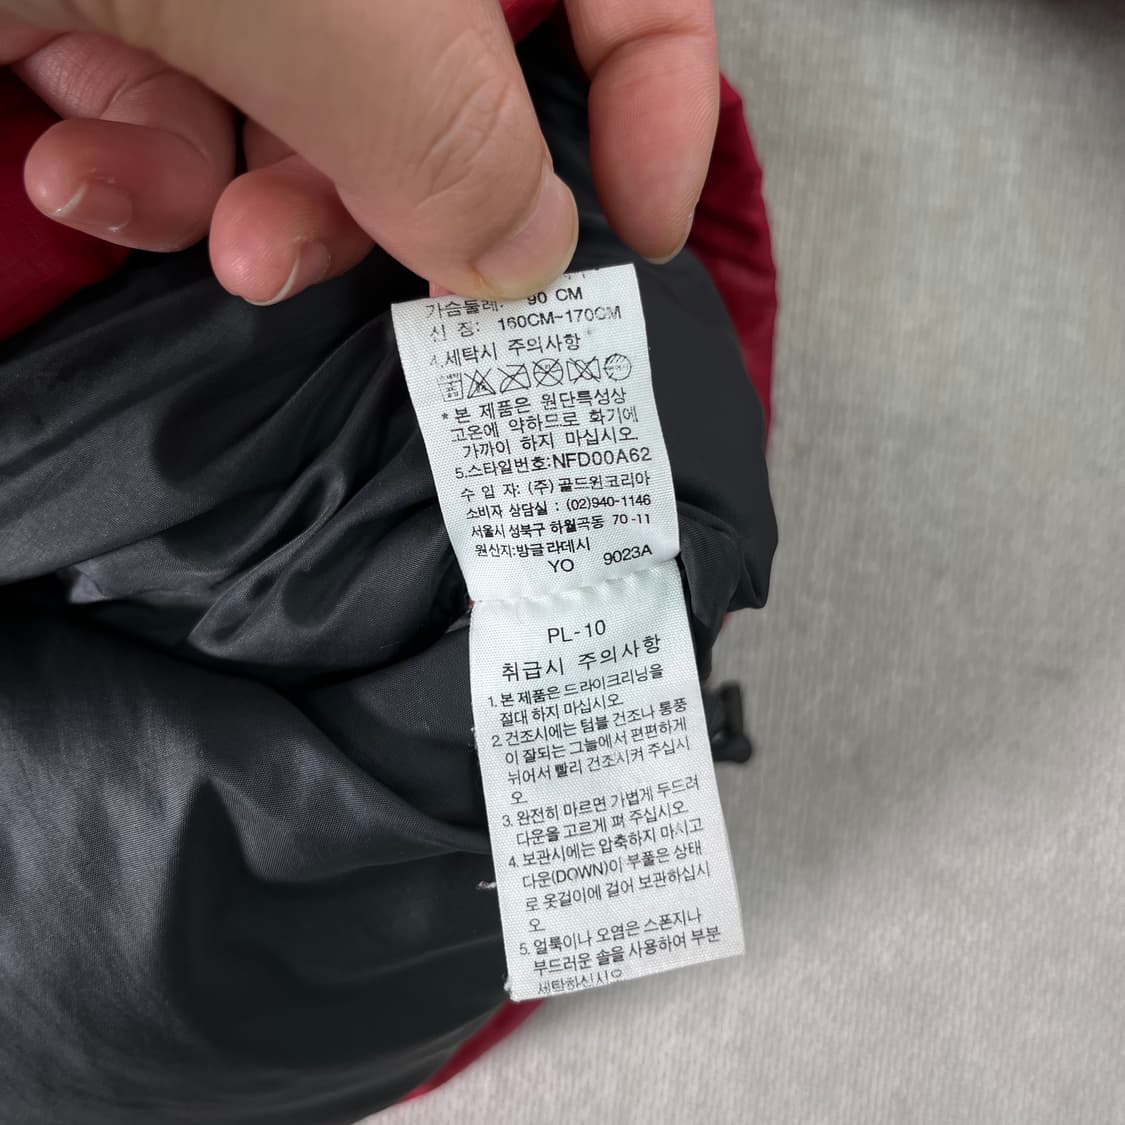 가슴둘레: 90 CM
신 장: 160CM~170CM
4.세탁시 주의사항
*본 제품은 원단특성상
고온에 약하므로 화기에
가까이 하지 마십시오.
5.스타일번호:NFD00A62
수 입 자: (주) 골드윈코리아
소비자 상담실 : (02)940-1146
서울시 성북구 하월곡동 70-11
원산지:방글라데시
YO 9023A
PL-10
취급시 주의사항
1. 본 제품은 드라이크리닝을
절대 하지 마십시오
2. 건조시에는 텀블 건조나 통풍
이 잘되는 그늘에서 편편하게
뉘어서 빨리 건조시켜 주십시
오.
3. 완전히 마르면 가볍게 두드려
다운을 고르게 펴 주십시오.
4. 보관시에는 압축하지 마시고
다운(DOWN)이 부풀은 상태
로 옷걸이에 걸어 보관하십시
오.
5. 얼룩이나 오염은 스폰지나
부드러운 솔을 사용하여 부분
세탁하십시오